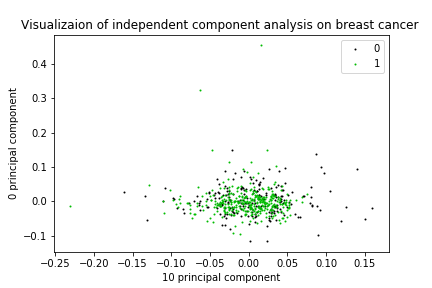 Visualizaion of independent component analysis on breast cancer
0
1
0.4
0.3
0.2
0.1
0.0
−0.1
0 principal component
−0.25 −0.20 −0.15 −0.10 −0.05 0.00 0.05 0.10 0.15
10 principal component